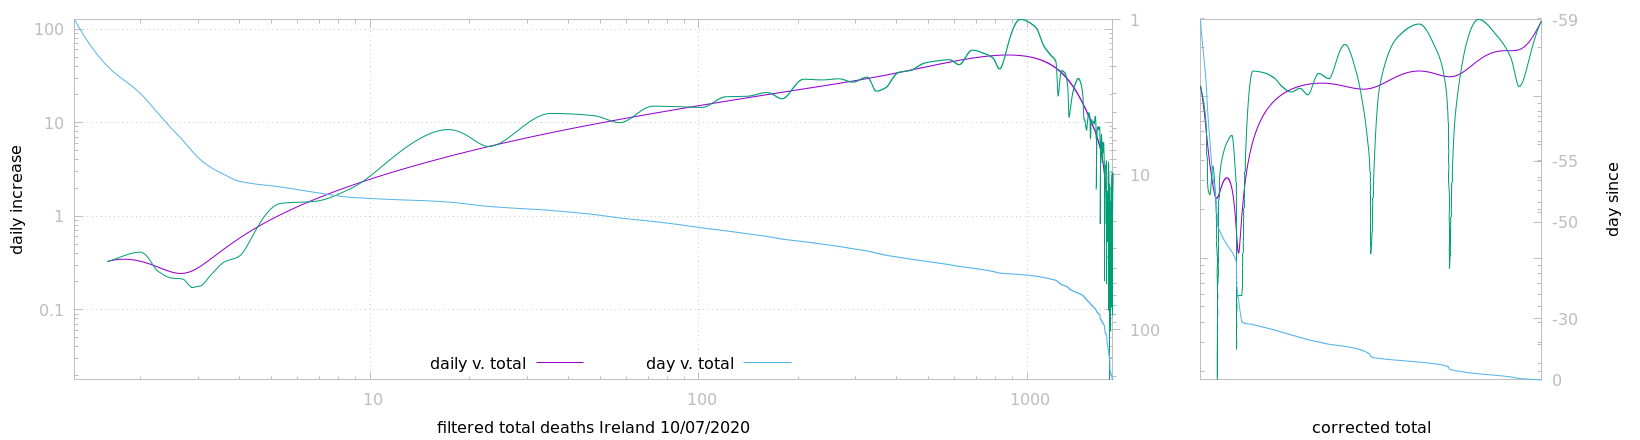 100
10
1
0.1
daily increase
daily v. total
day v. total
10
100
1000
filtered total deaths Ireland 10/07/2020
1
10
100
-59
-55
-50
-30
0
day since
corrected total